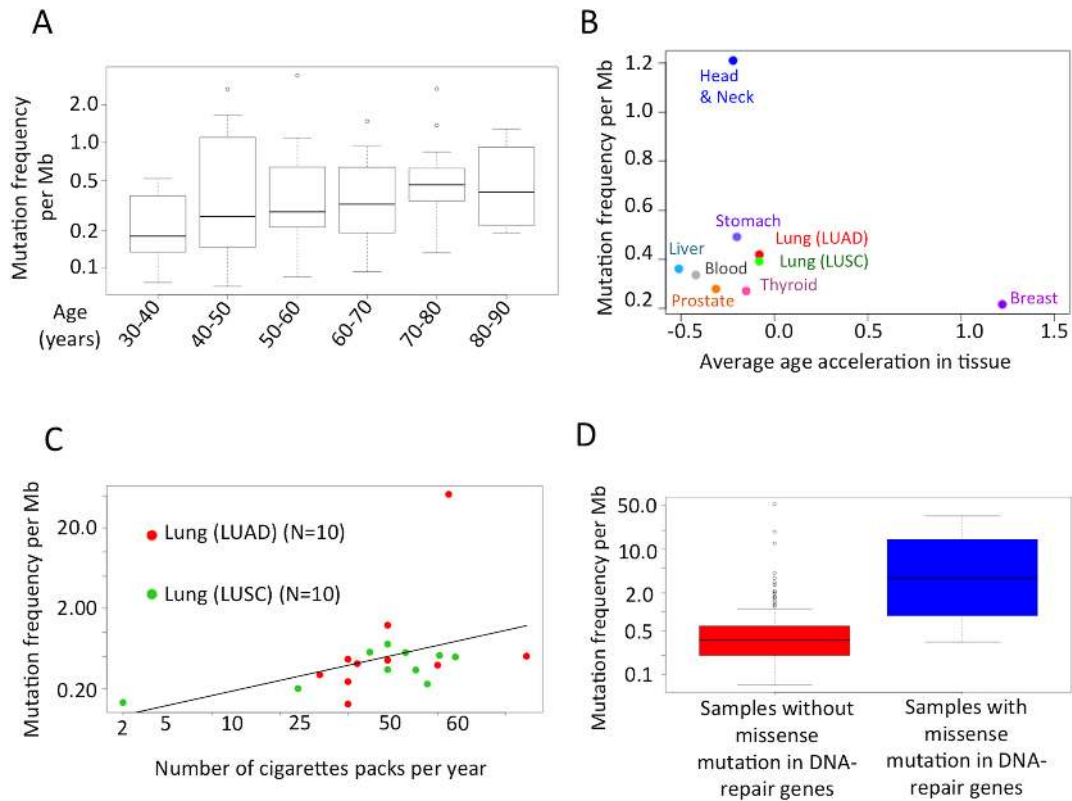 A
Mutation frequency
per Mb
2.0
1.0
0.5
0.2
0.1
Age
(years)
30-40
40-50
50-60
60-70
70-80
80-90
B
Mutation frequency per Mb
1.2
1.0
0.8
0.6
0.4
0.2
Head
& Neck
Stomach
Lung (LUAD)
Liver
Blood
Lung (LUSC)
Prostate
Thyroid
Breast
-0.5
0.0
0.5
1.0
1.5
Average age acceleration in tissue
C
Mutation frequency per Mb
20.0
2.00
0.20
Lung (LUAD) (N=10)
Lung (LUSC) (N=10)
2
5
10
25
50
60
Number of cigarettes packs per year
D
Mutation frequency per Mb
50.0
10.0
2.0
0.5
0.1
Samples without
missense
mutation in DNA-
repair genes
Samples with
missense
mutation in DNA-
repair genes